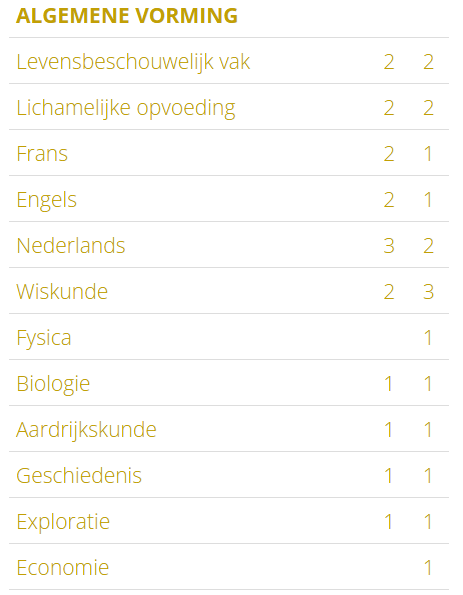 ALGEMENE VORMING
Levensbeschouwelijk vak 2 2
Lichamelijke opvoeding 2 2
Frans 2 1
Engels 2 1
Nederlands 3 2
Wiskunde 2 3
Fysica 1
Biologie 1 1
Aardrijkskunde 1 1
Geschiedenis 1 1
Exploratie 1 1
Economie 1